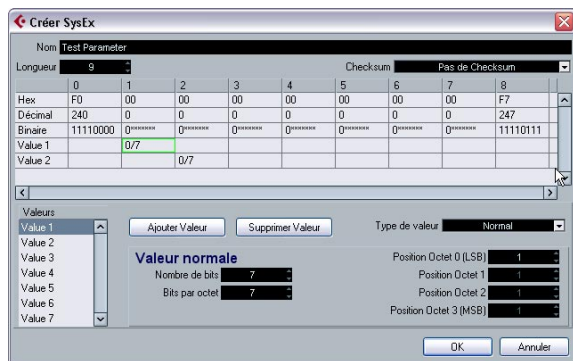 Créer SysEx
Nom Test Parameter
Longueur 9 Checksum Pas de Checksum
0 1 2 3 4 5 6 7 8
Hex F0 00 00 00 00 00 00 00 F7
Décimal 240 0 0 0 0 0 0 0 247
Binaire 11110000 0******* 0******* 0******* 0******* 0******* 0******* 0******* 11110111
Value 1 0/7
Value 2 0/7
Valeurs
Value 1 Ajouter Valeur Supprimer Valeur Type de valeur Normal
Value 2
Value 3 Valeur normale Position Octet 0 (LSB) 1
Value 4 Nombre de bits 7 Position Octet 1 1
Value 5 Bits par octet 7 Position Octet 2 1
Value 6 Position Octet 3 (MSB) 1
Value 7
OK Annuler